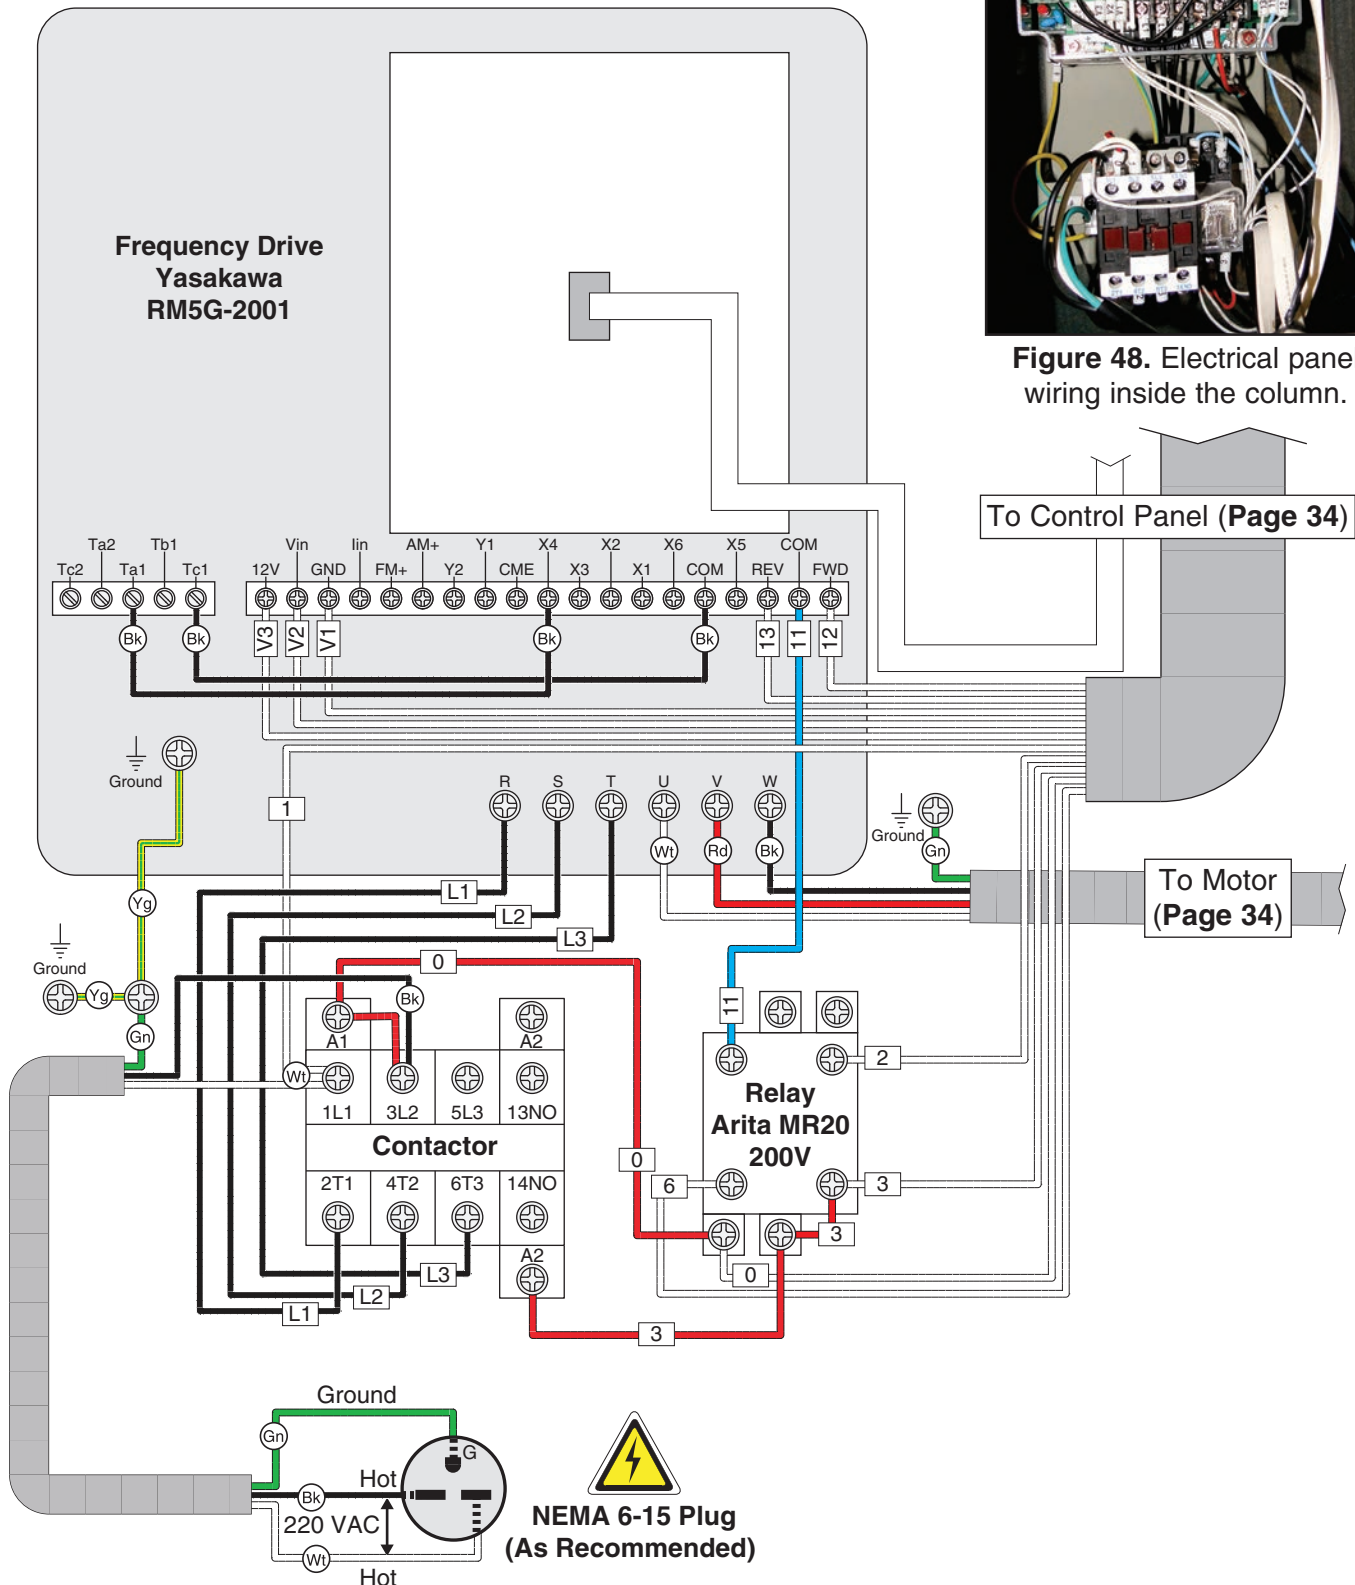 Frequency Drive
Yasakawa
RM5G-2001
Figure 48. Electrical pane
wiring inside the column.
To Control Panel (Page 34)
Ta2 Tb1 Vin Iin AM+ Y1 X4 X2 X6 X5 COM
Tc2 Ta1 Tc1 12V GND FM+ Y2 CME X3 X1 COM REV FWD
Bk Bk V3 V2 V1 Bk Bk 13 11 12
Ground
1
R S T U V W
Ground
Wt Rd Bk Gn
L1
L2
L3
To Motor
(Page 34)
Yg
Ground
Yg
Gn
0
Bk
A1 A2
Wt
1L1 3L2 5L3 13NO
Contactor
2T1 4T2 6T3 14NO
A2
L3
L2
L1
11
2
Relay
Arita MR20
200V
0
6 3
3
0
3
Ground
Gn
G
Hot
Bk
220 VAC
Wt
Hot
NEMA 6-15 Plug
(As Recommended)